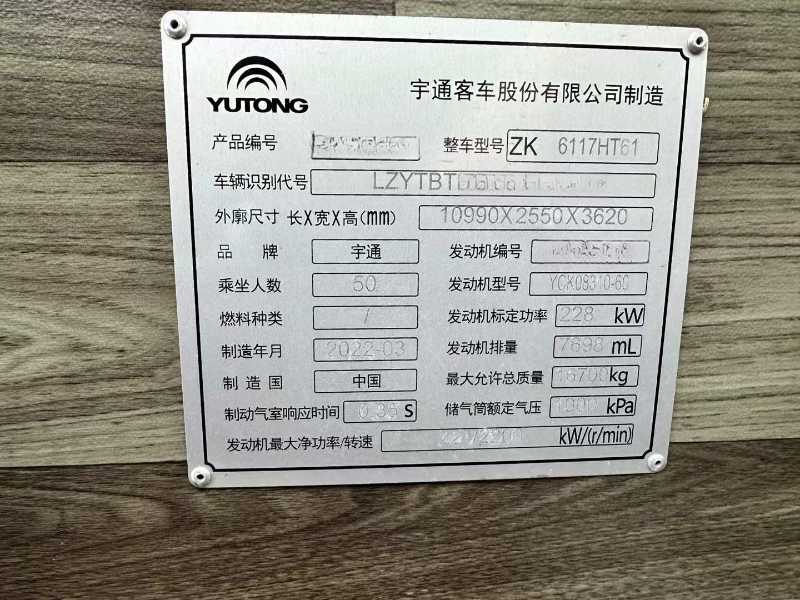 YUTONG
宇通客车股份有限公司制造
产品编号 整车型号 ZK 6117HT61
车辆识别代号
外廓尺寸 长X宽X高(mm) 10990X2550X3620
品 牌 宇通 发动机编号
乘坐人数 50 发动机型号
燃料种类 / 发动机标定功率 228 kW
制造年月 2022-03 发动机排量 7698 mL
制造国 中国 最大允许总质量 16700kg
制动气室响应时间 S 储气筒额定气压 kPa
发动机最大净功率/转速 kW/(r/min)